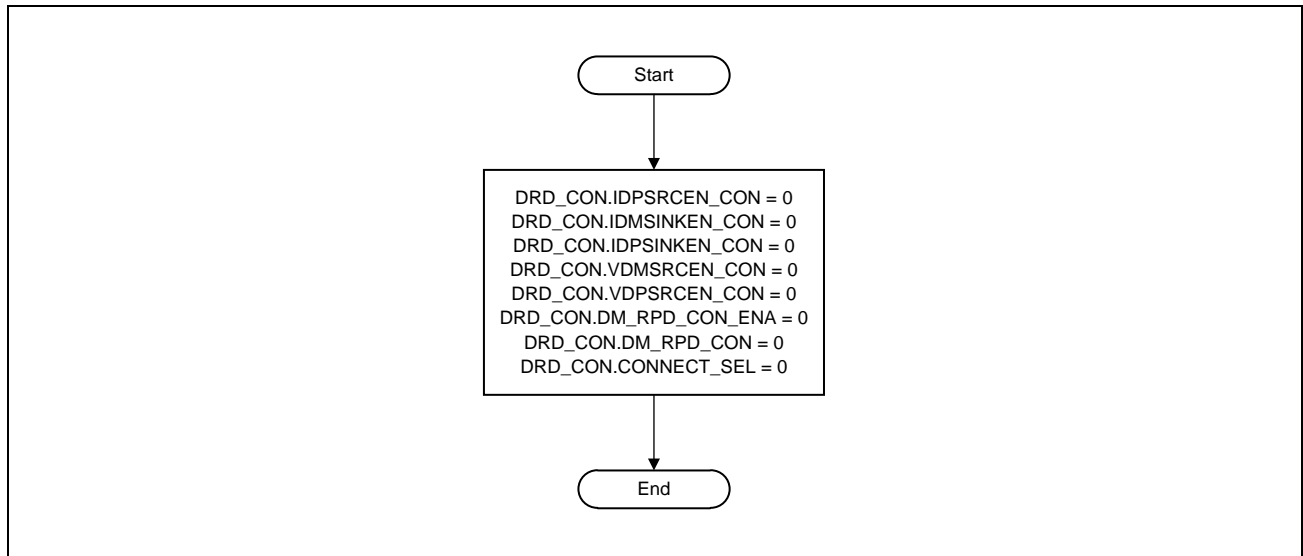 Start
DRD_CON.IDPSRCEN_CON = 0
DRD_CON.IDMSINKEN_CON = 0
DRD_CON.IDPSINKEN_CON = 0
DRD_CON.VDMSRCEN_CON = 0
DRD_CON.VDPSRCEN_CON = 0
DRD_CON.DM_RPD_CON_ENA = 0
DRD_CON.DM_RPD_CON = 0
DRD_CON.CONNECT_SEL = 0
End